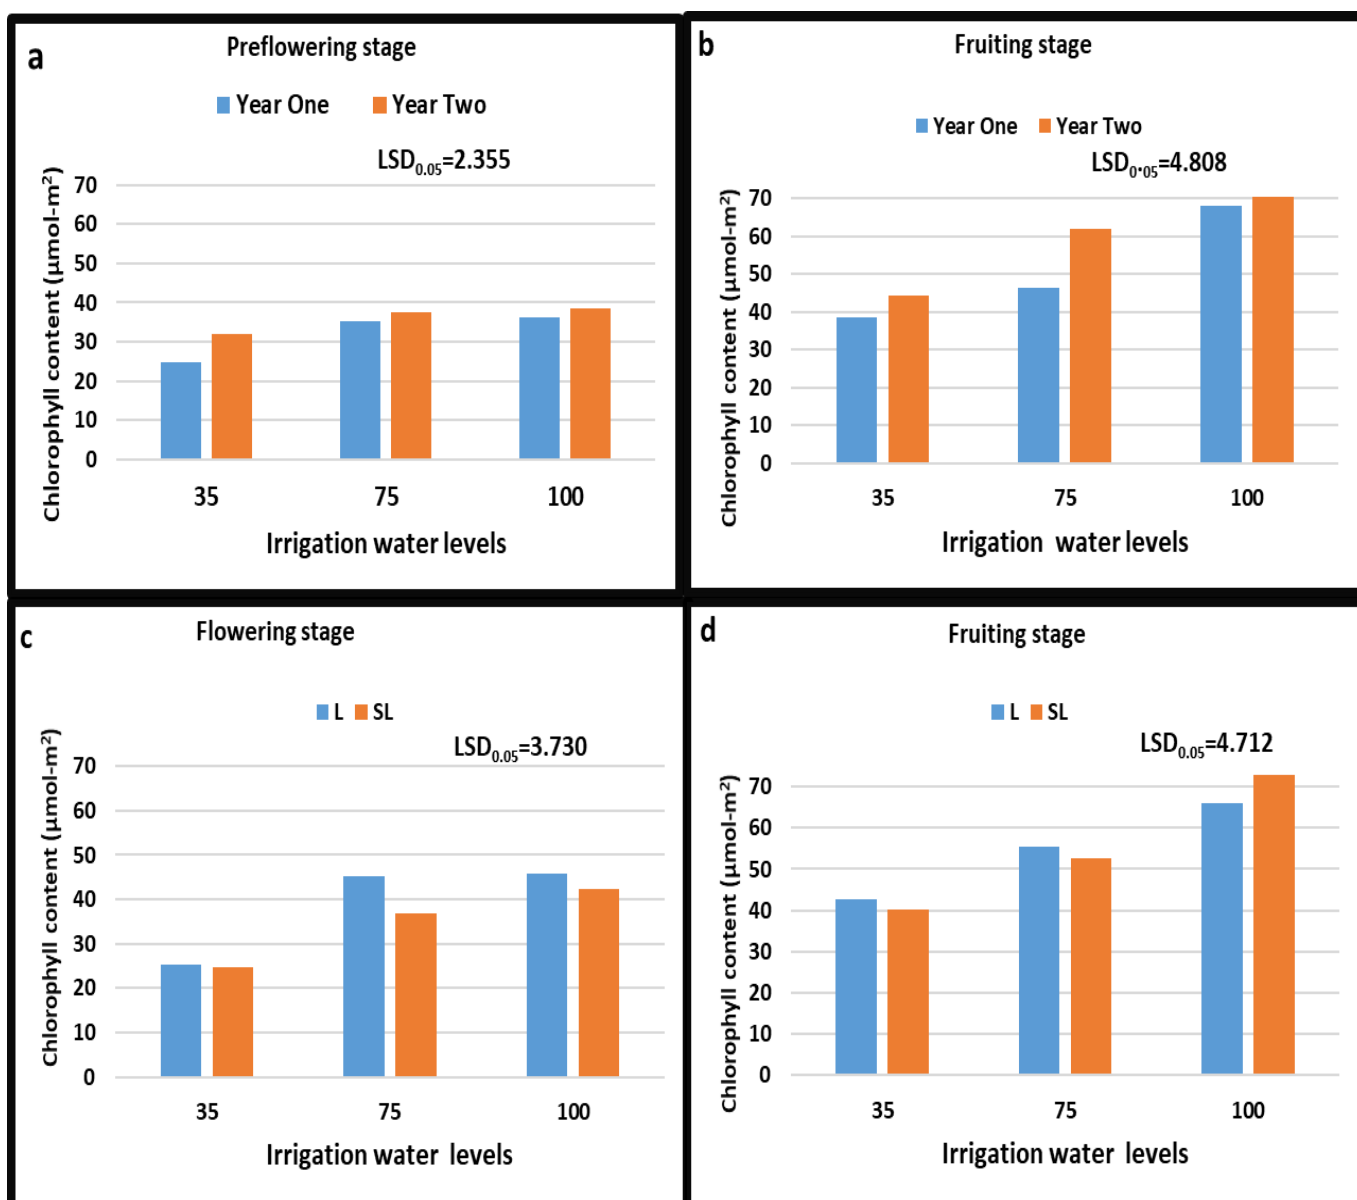 a
Preflowering stage
Year One Year Two
LSD0.05=2.355
Chlorophyll content (µmol-m²)
70
60
50
40
30
20
10
0
35 75 100
Irrigation water levels
b
Fruiting stage
Year One Year Two
LSD0•05=4.808
Chlorophyll content (µmol-m²)
70
60
50
40
30
20
10
0
35 75 100
Irrigation water levels
c
Flowering stage
L SL
LSD0.05=3.730
Chlorophyll content (µmol-m²)
70
60
50
40
30
20
10
0
35 75 100
Irrigation water levels
d
Fruiting stage
L SL
LSD0.05=4.712
Chlorophyll content (µmol-m²)
70
60
50
40
30
20
10
0
35 75 100
Irrigation water levels